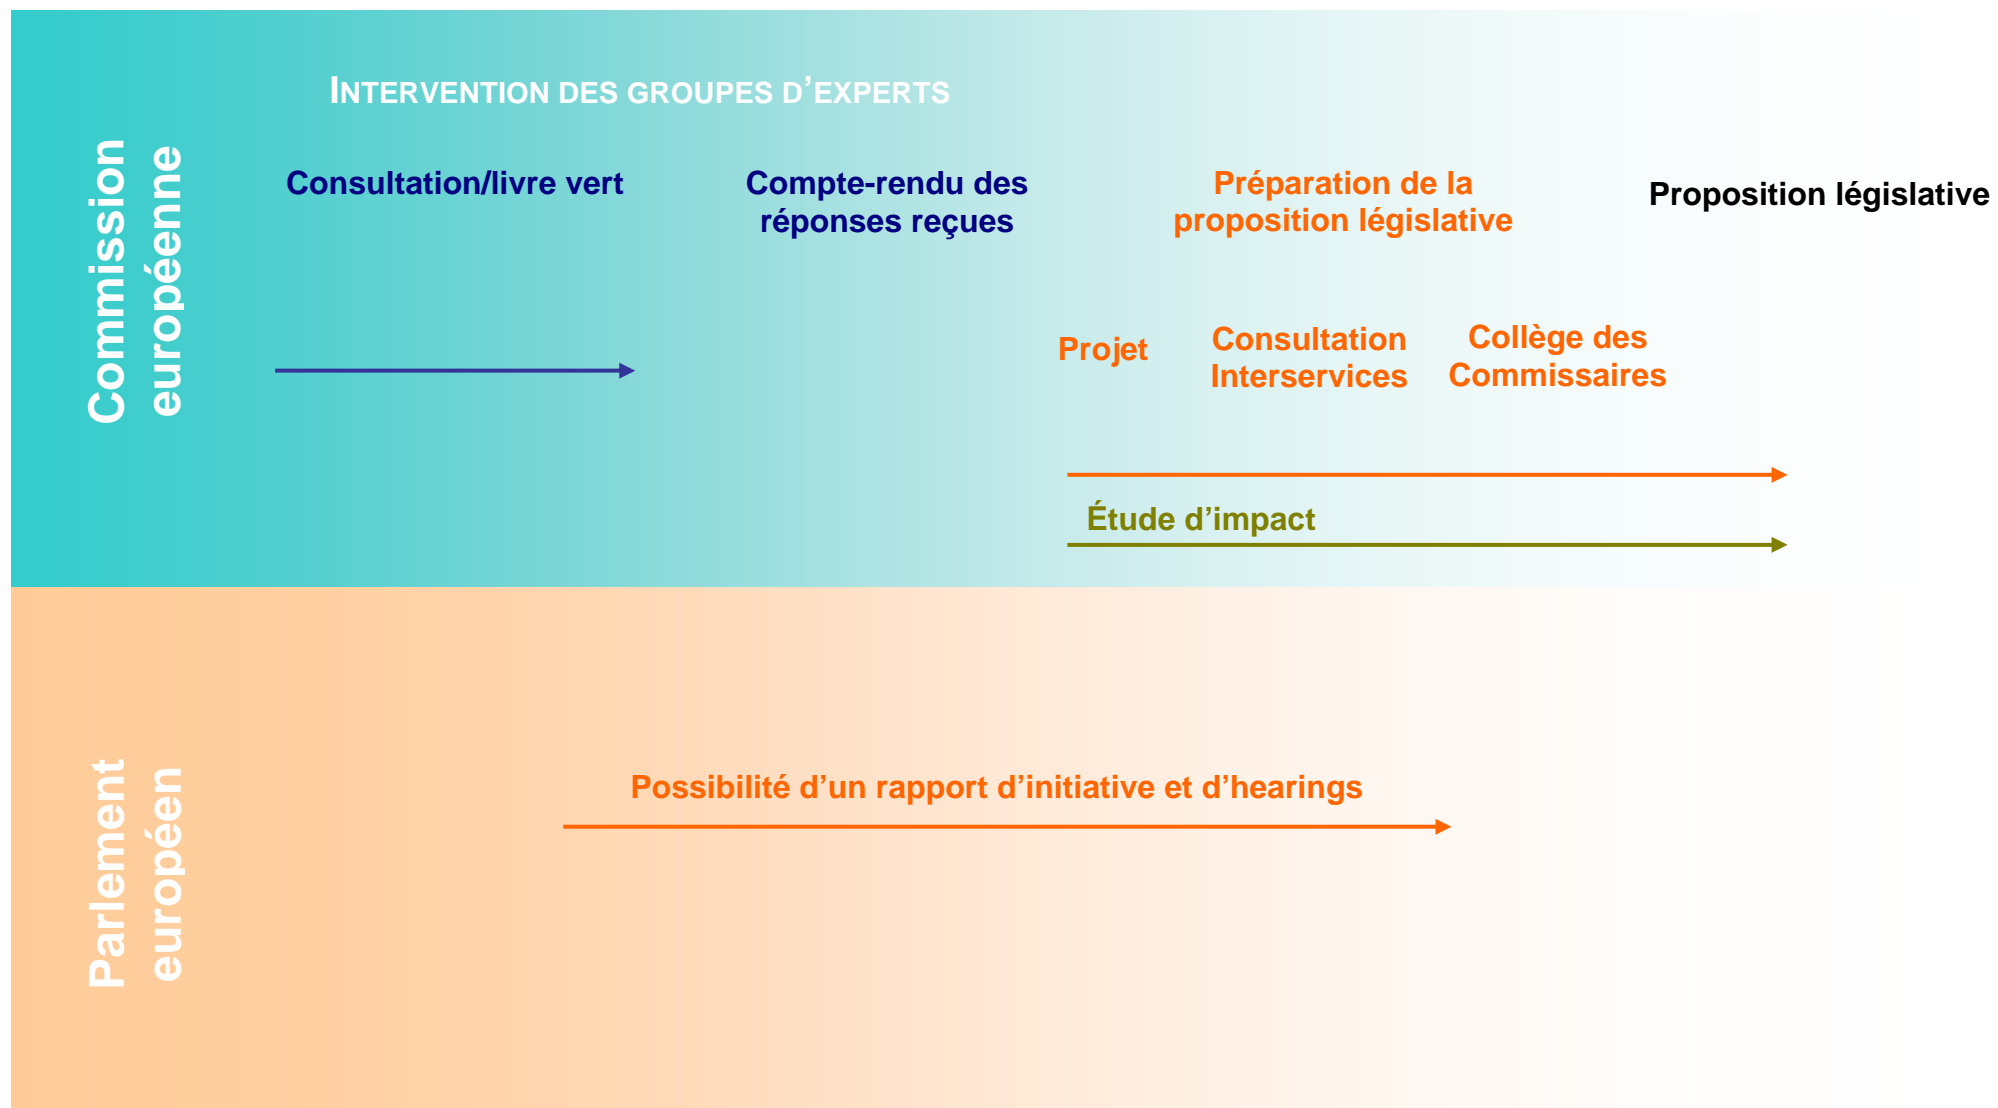 INTERVENTION DES GROUPES D’EXPERTS
Commission
européenne
Consultation/livre vert
Compte-rendu des
réponses reçues
Préparation de la
proposition législative
Proposition législative
Projet
Consultation
Interservices
Collège des
Commissaires
Étude d’impact
Parlement
européen
Possibilité d’un rapport d’initiative et d’hearings